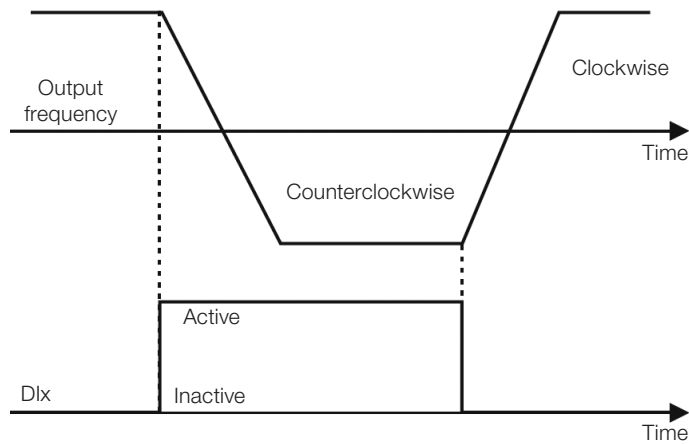 Output
frequency
Clockwise
Time
Counterclockwise
Active
DIx
Inactive
Time